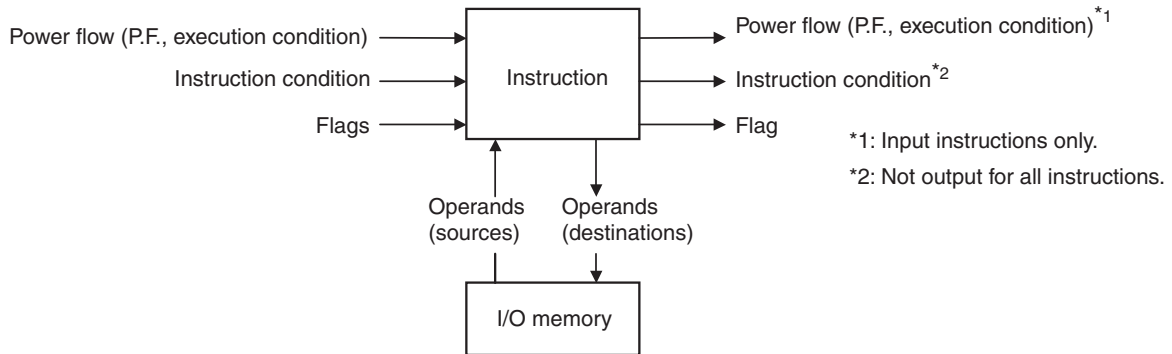 Power flow (P.F., execution condition)
Instruction condition
Flags
Instruction
Power flow (P.F., execution condition)*1
Instruction condition*2
Flag
*1: Input instructions only.
*2: Not output for all instructions.
Operands
(sources)
Operands
(destinations)
I/O memory